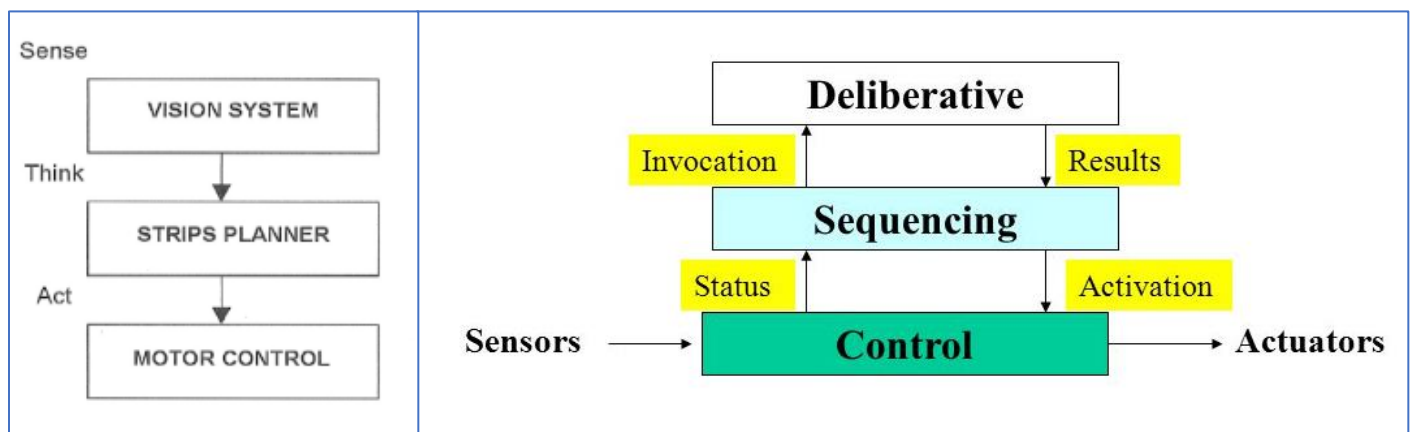 Sense
VISION SYSTEM
Think
STRIPS PLANNER
Act
MOTOR CONTROL
Deliberative
Invocation
Results
Sequencing
Status
Activation
Sensors
Control
Actuators